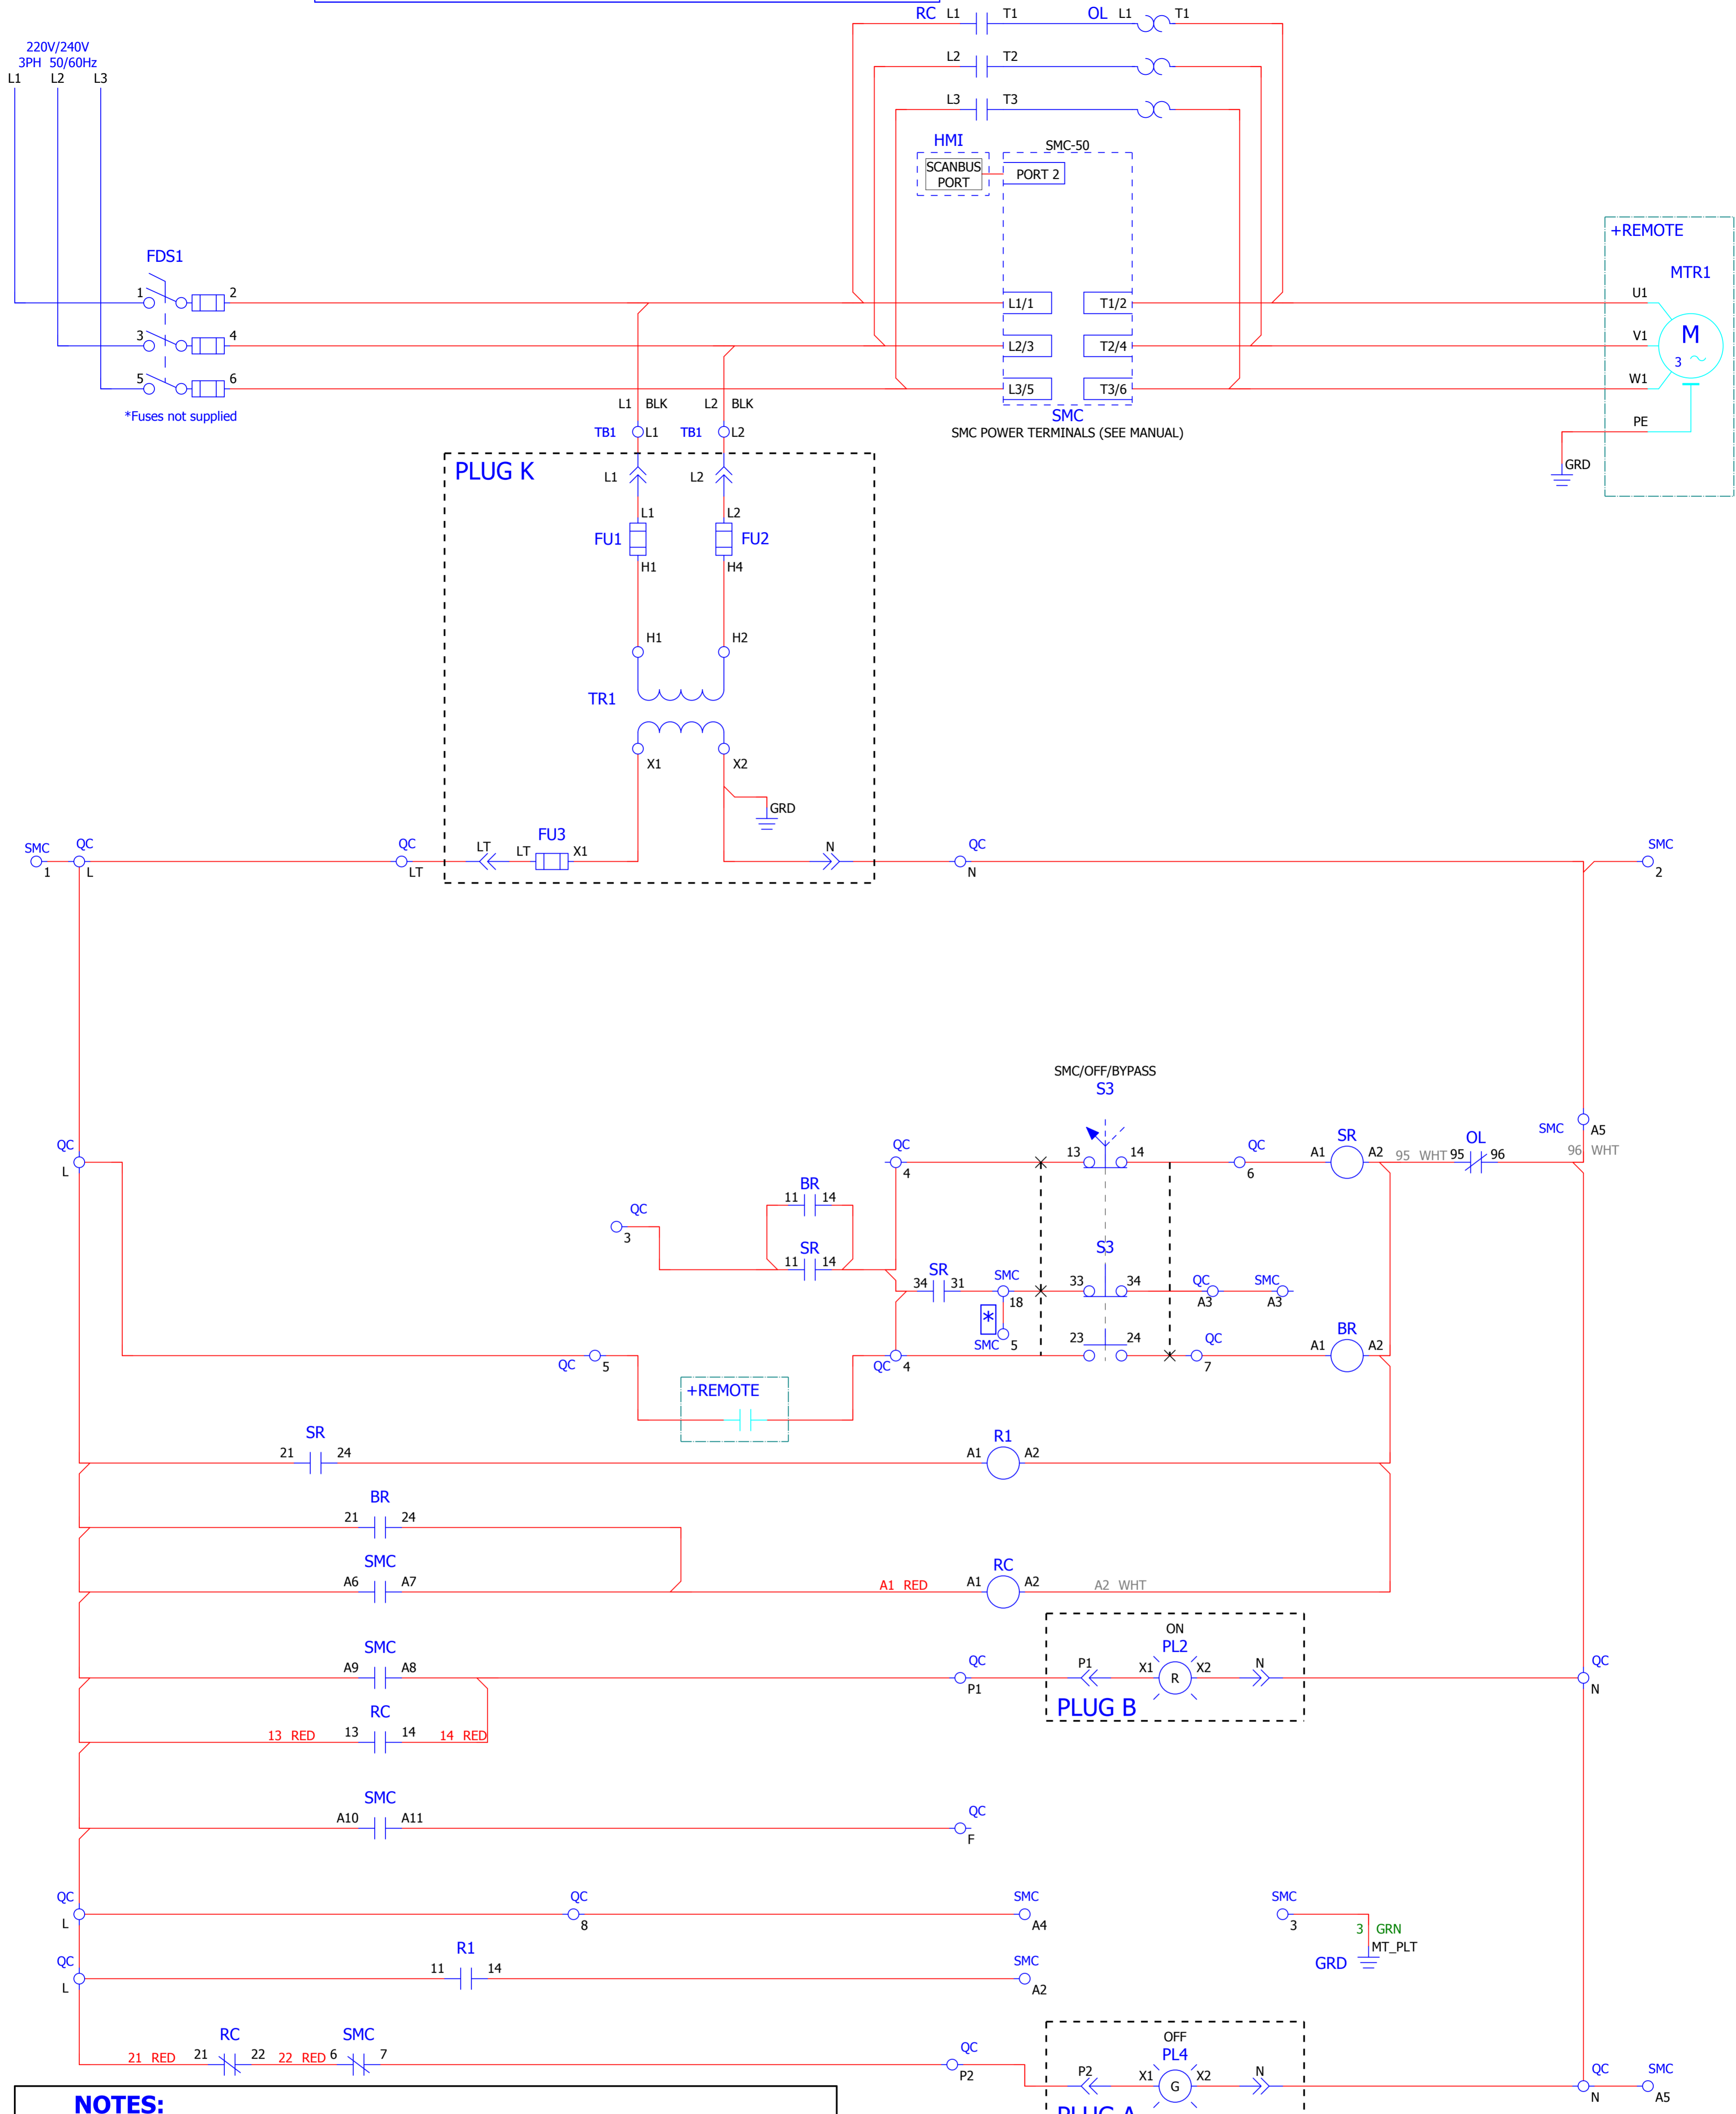 RC L1 T1 OL L1 T1
220V/240V
3PH 50/60Hz
L1 L2 L3
L2 T2
L3 T3
HMI
SMC-50
SCANBUS
PORT
PORT 2
+REMOTE
MTR1
FDS1
1 2
L1/1 T1/2
U1
3 4
L2/3 T2/4
V1
M
3
5 6
L3/5 T3/6
W1
*Fuses not supplied
SMC
SMC POWER TERMINALS (SEE MANUAL)
L1 BLK L2 BLK
TB1 L1 TB1 L2
PE
GRD
PLUG K
L1 L2
L1 L2
FU1 FU2
H1 H4
H1 H2
TR1
X1 X2
GRD
FU3
SMC QC QC LT LT X1 N QC SMC
1 L LT N 2
SMC/OFF/BYPASS
S3
SMC A5
QC QC 13 14 QC SR OL
L 4 6 A1 A2 95 WHT 95 96 96 WHT
BR
11 14
QC
3
SR
11 14
S3
SR
34 31
SMC
18
33 34
QC
A3
SMC
A3
*
SMC 5
23 24
QC
7
BR
A1 A2
QC 5
QC 4
+REMOTE
SR
21 24
R1
A1 A2
BR
21 24
SMC
A6 A7
RC
A1 RED A1 A2 A2 WHT
ON
SMC
A9 A8
QC
P1
PL2
P1 X1 R X2 N
QC
N
PLUG B
RC
13 RED 13 14 14 RED
SMC
A10 A11
QC
F
QC QC SMC SMC
L 8 A4 3
3 GRN
MT_PLT
GRD
QC R1 SMC
L 11 14 A2
OFF
RC SMC QC PL4
21 RED 21 22 22 RED 6 7 P2
P2 X1 G X2 N
QC SMC
N A5
NOTES:
PLUG A